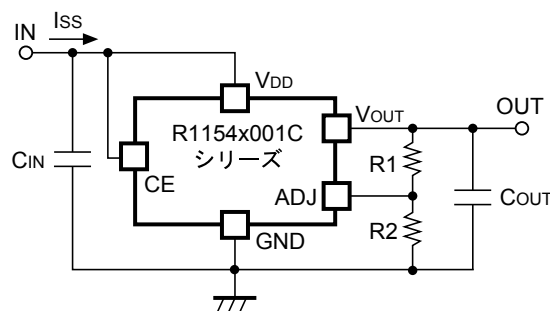 IN
ISS
VDD
R1154x001C
シリーズ
VOUT
OUT
CIN
CE
R1
ADJ
COUT
R2
GND